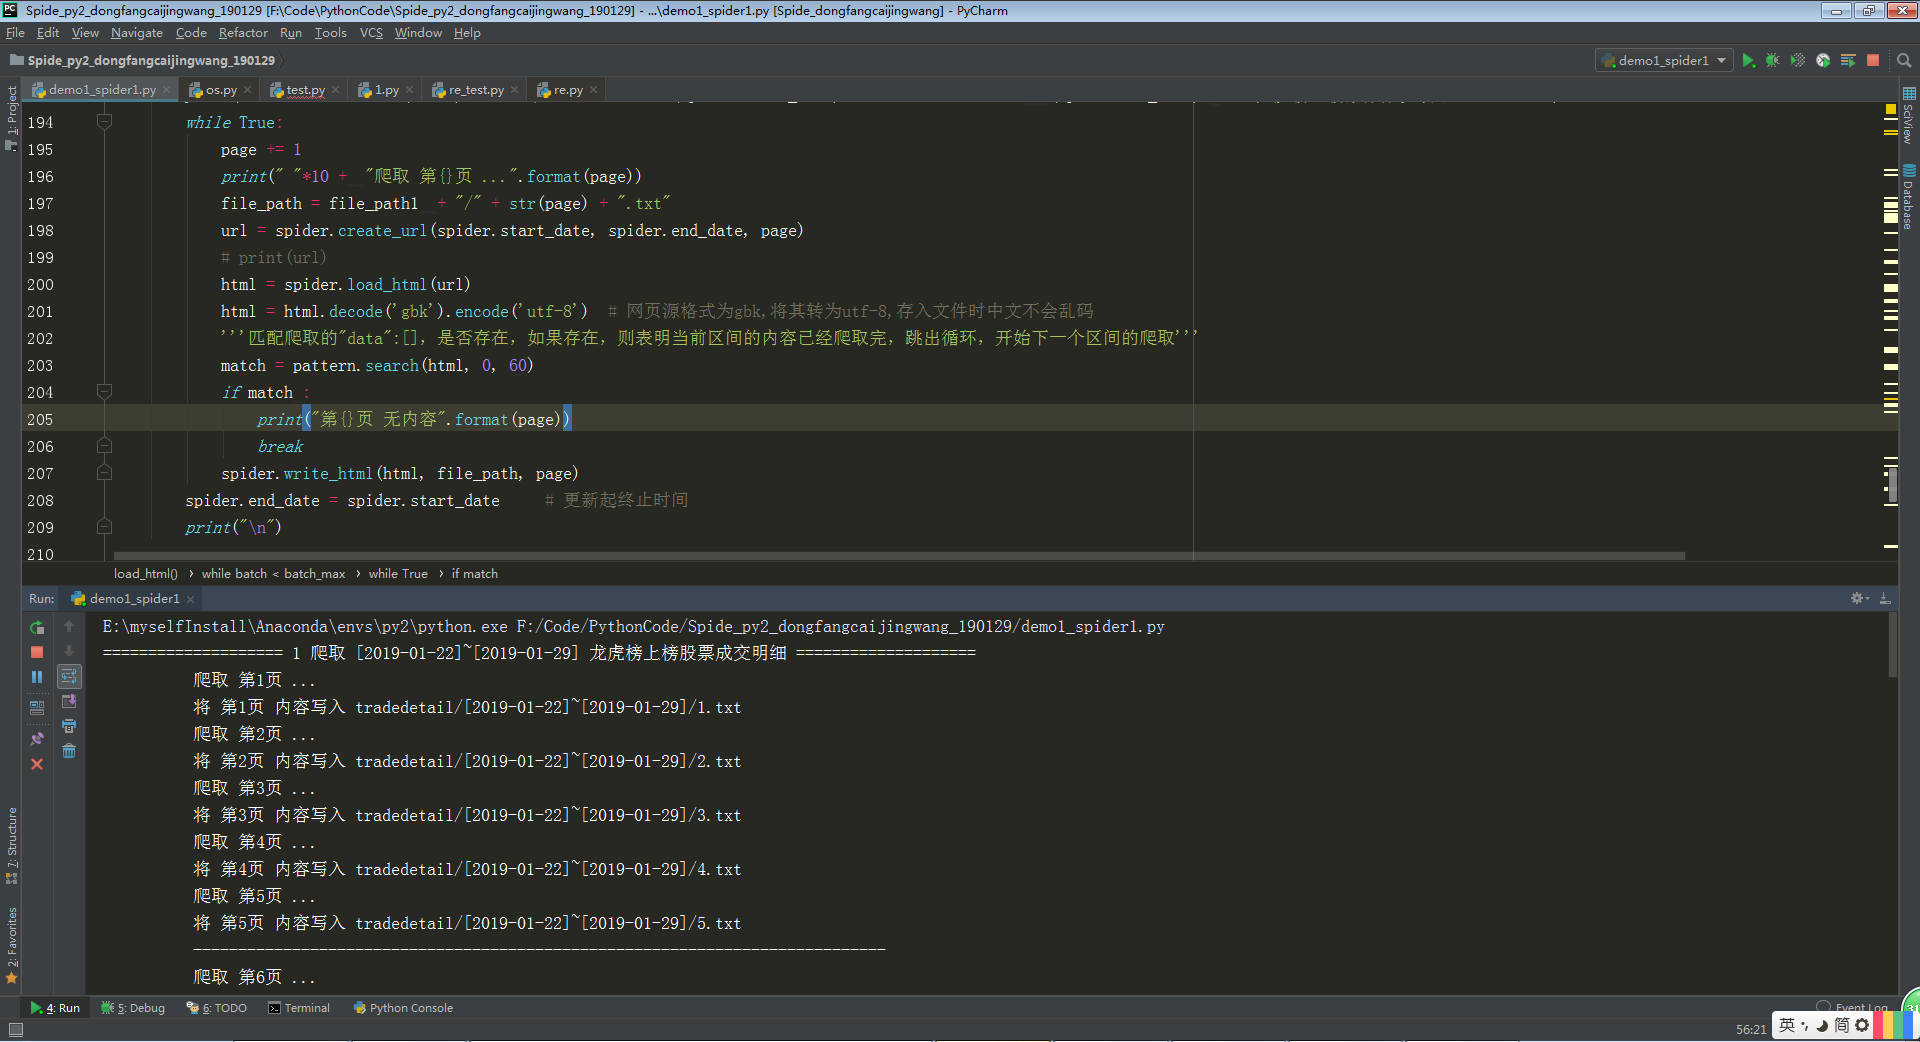 Spide_py2_dongfangcaijingwang_190129 [F:\Code\PythonCode\Spide_py2_dongfangcaijingwang_190129] - ...\demo1_spider1.py [Spide_dongfangcaijingwang] - PyCharm
File Edit View Navigate Code Refactor Run Tools VCS Window Help
Spide_py2_dongfangcaijingwang_190129
demo1_spider1
demo1_spider1.py os.py test.py 1.py re_test.py re.py
1: Project
SciView
Database
194 while True:
195 page += 1
196 print(" "*10 + "爬取 第{}页 ...".format(page))
197 file_path = file_path1 + "/" + str(page) + ".txt"
198 url = spider.create_url(spider.start_date, spider.end_date, page)
199 # print(url)
200 html = spider.load_html(url)
201 html = html.decode('gbk').encode('utf-8') # 网页源格式为gbk,将其转为utf-8,存入文件时中文不会乱码
202 '''匹配爬取的"data":[], 是否存在, 如果存在, 则表明当前区间的内容已经爬取完, 跳出循环, 开始下一个区间的爬取'''
203 match = pattern.search(html, 0, 60)
204 if match :
205 print("第{}页 无内容".format(page))
206 break
207 spider.write_html(html, file_path, page)
208 spider.end_date = spider.start_date # 更新起终止时间
209 print("\n")
210
load_html() › while batch < batch_max › while True › if match
Run: demo1_spider1
E:\myselfInstall\Anaconda\envs\py2\python.exe F:/Code/PythonCode/Spide_py2_dongfangcaijingwang_190129/demo1_spider1.py
==================== 1 爬取 [2019-01-22]~[2019-01-29] 龙虎榜上榜股票成交明细 ====================
爬取 第1页 ...
将 第1页 内容写入 tradedetail/[2019-01-22]~[2019-01-29]/1.txt
爬取 第2页 ...
将 第2页 内容写入 tradedetail/[2019-01-22]~[2019-01-29]/2.txt
爬取 第3页 ...
将 第3页 内容写入 tradedetail/[2019-01-22]~[2019-01-29]/3.txt
爬取 第4页 ...
将 第4页 内容写入 tradedetail/[2019-01-22]~[2019-01-29]/4.txt
爬取 第5页 ...
将 第5页 内容写入 tradedetail/[2019-01-22]~[2019-01-29]/5.txt
-----------------------------------------------------------------------------
爬取 第6页 ...
7: Structure
2: Favorites
4: Run 5: Debug 6: TODO Terminal Python Console Event Log
31
56:21
英 简